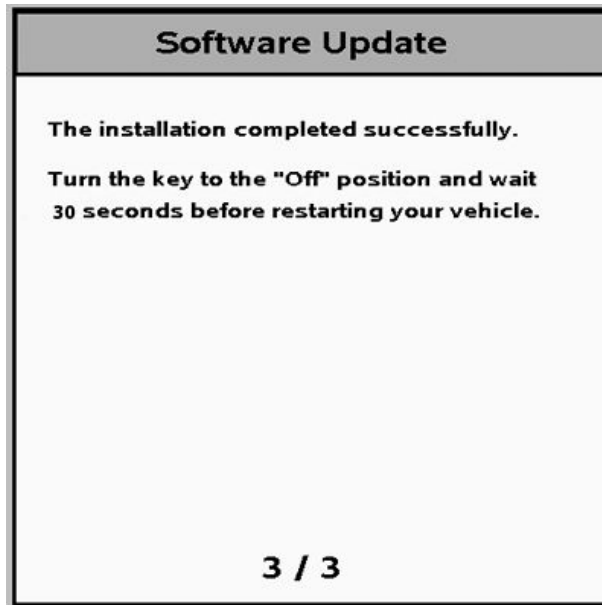 Software Update
The installation completed successfully.
Turn the key to the "Off" position and wait
30 seconds before restarting your vehicle.
3 / 3